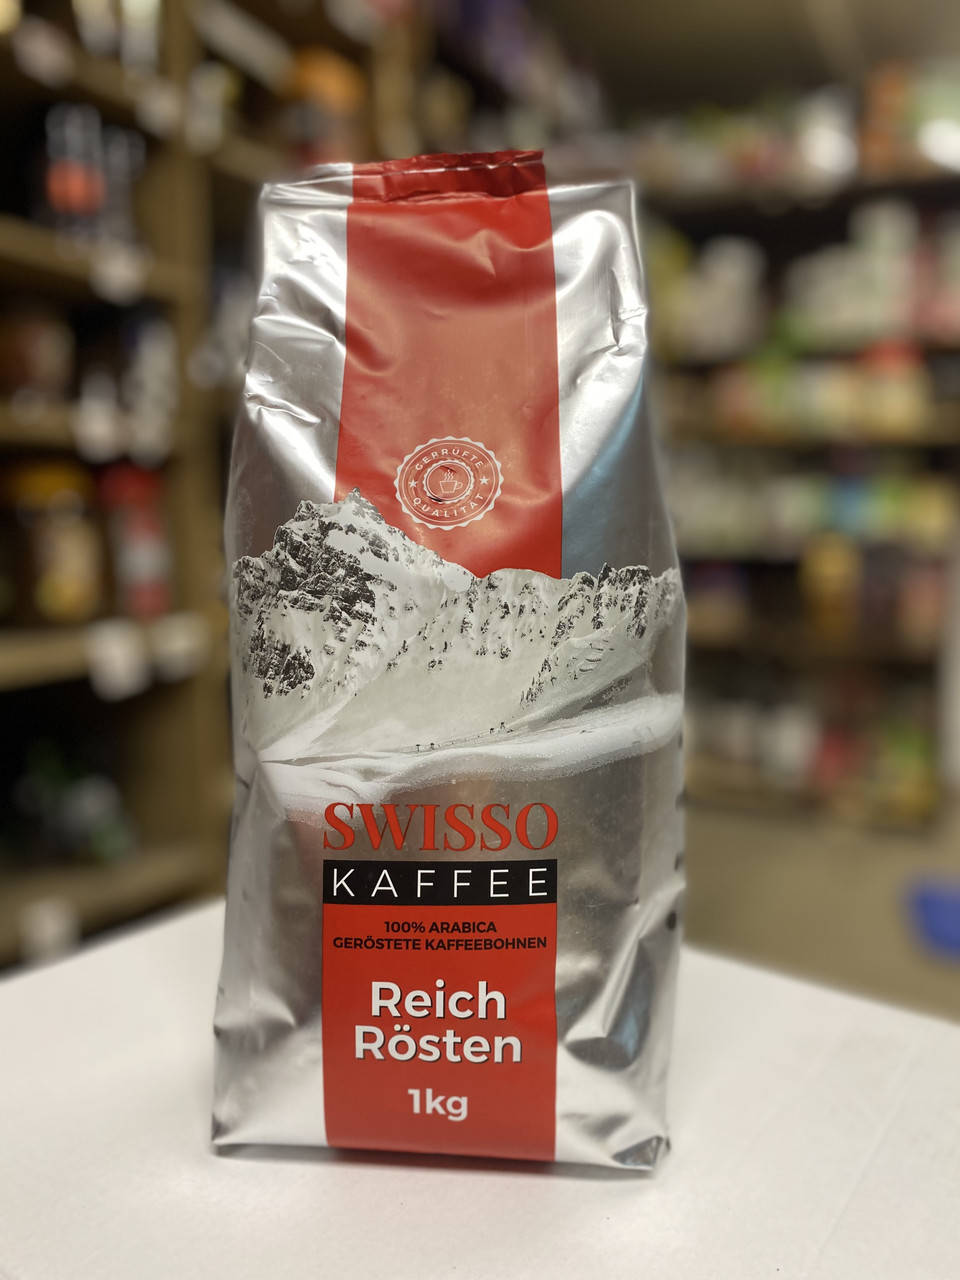 GEPRÜFTE
QUALITÄT
SWISSO
KAFFEE
100% ARABICA
GERÖSTETE KAFFEEBOHNEN
Reich
Rösten
1kg